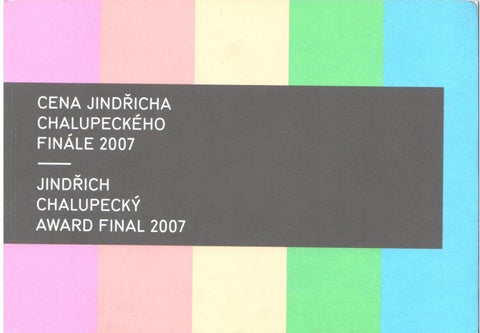 CENA JINDŘICHA
CHALUPECKÉHO
FINÁLE 2007
JINDŘICH
CHALUPECKÝ
AWARD FINAL 2007